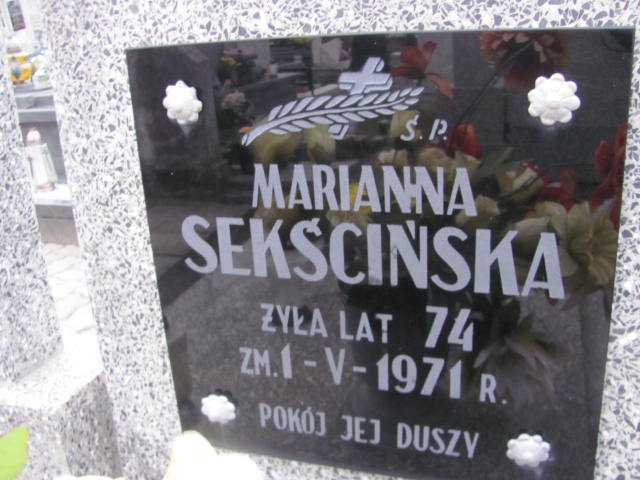 Ś.P.
MARIANNA
SEKŚCIŃSKA
ŻYŁA LAT 74
ZM. 1-V-1971 R.
POKÓJ JEJ DUSZY